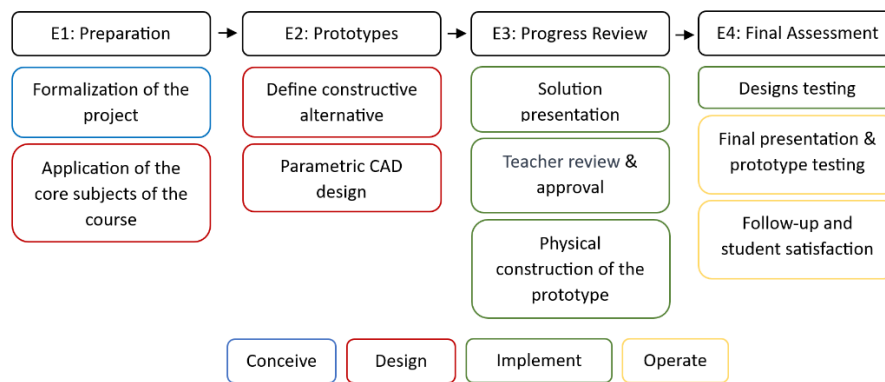 E1: Preparation
E2: Prototypes
E3: Progress Review
E4: Final Assessment
Formalization of the
project
Application of the
core subjects of the
course
Define constructive
alternative
Parametric CAD
design
Solution
presentation
Teacher review &
approval
Physical
construction of the
prototype
Designs testing
Final presentation &
prototype testing
Follow-up and
student satisfaction
Conceive
Design
Implement
Operate